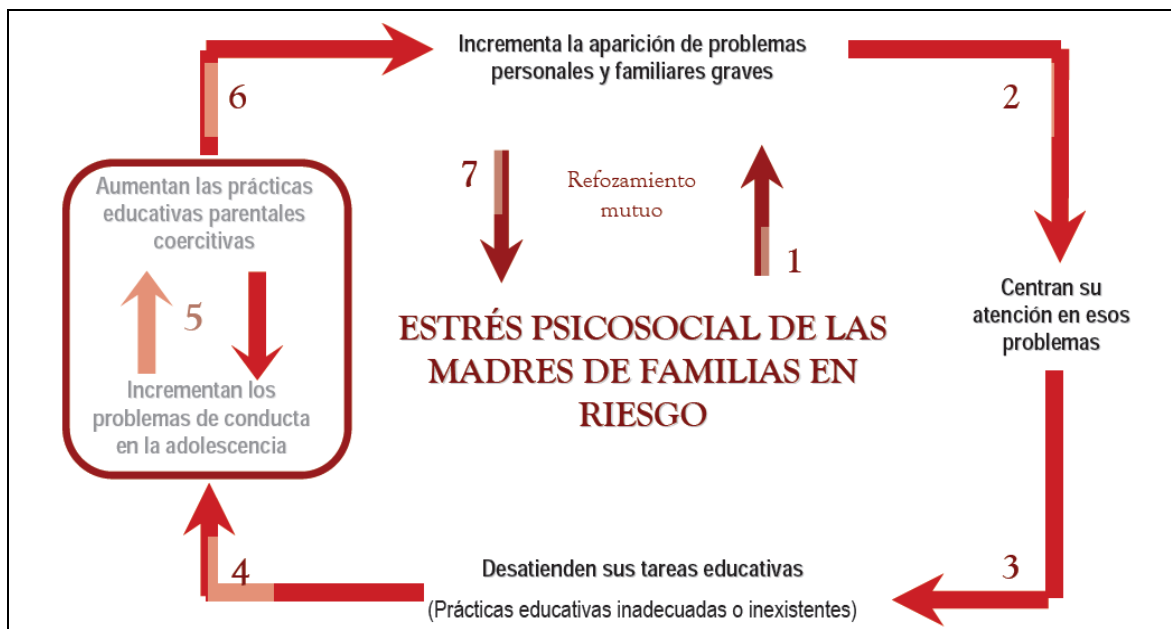 Incrementa la aparición de problemas
personales y familiares graves
6
2
7
Refozamiento
mutuo
1
Aumentan las prácticas
educativas parentales
coercitivas
5
Incrementan los
problemas de conducta
en la adolescencia
ESTRÉS PSICOSOCIAL DE LAS
MADRES DE FAMILIAS EN
RIESGO
Centran su
atención en esos
problemas
4
Desatienden sus tareas educativas
(Prácticas educativas inadecuadas o inexistentes)
3